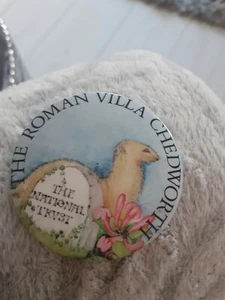 THE ROMAN VILLA CHEDWORTH
THE
NATIONAL
TRUST